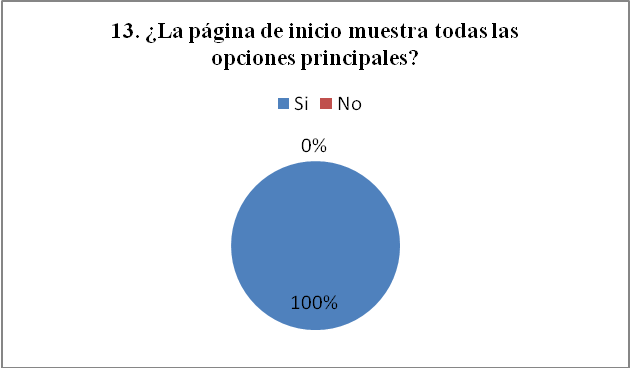 13. ¿La página de inicio muestra todas las
opciones principales?
Si No
0%
100%